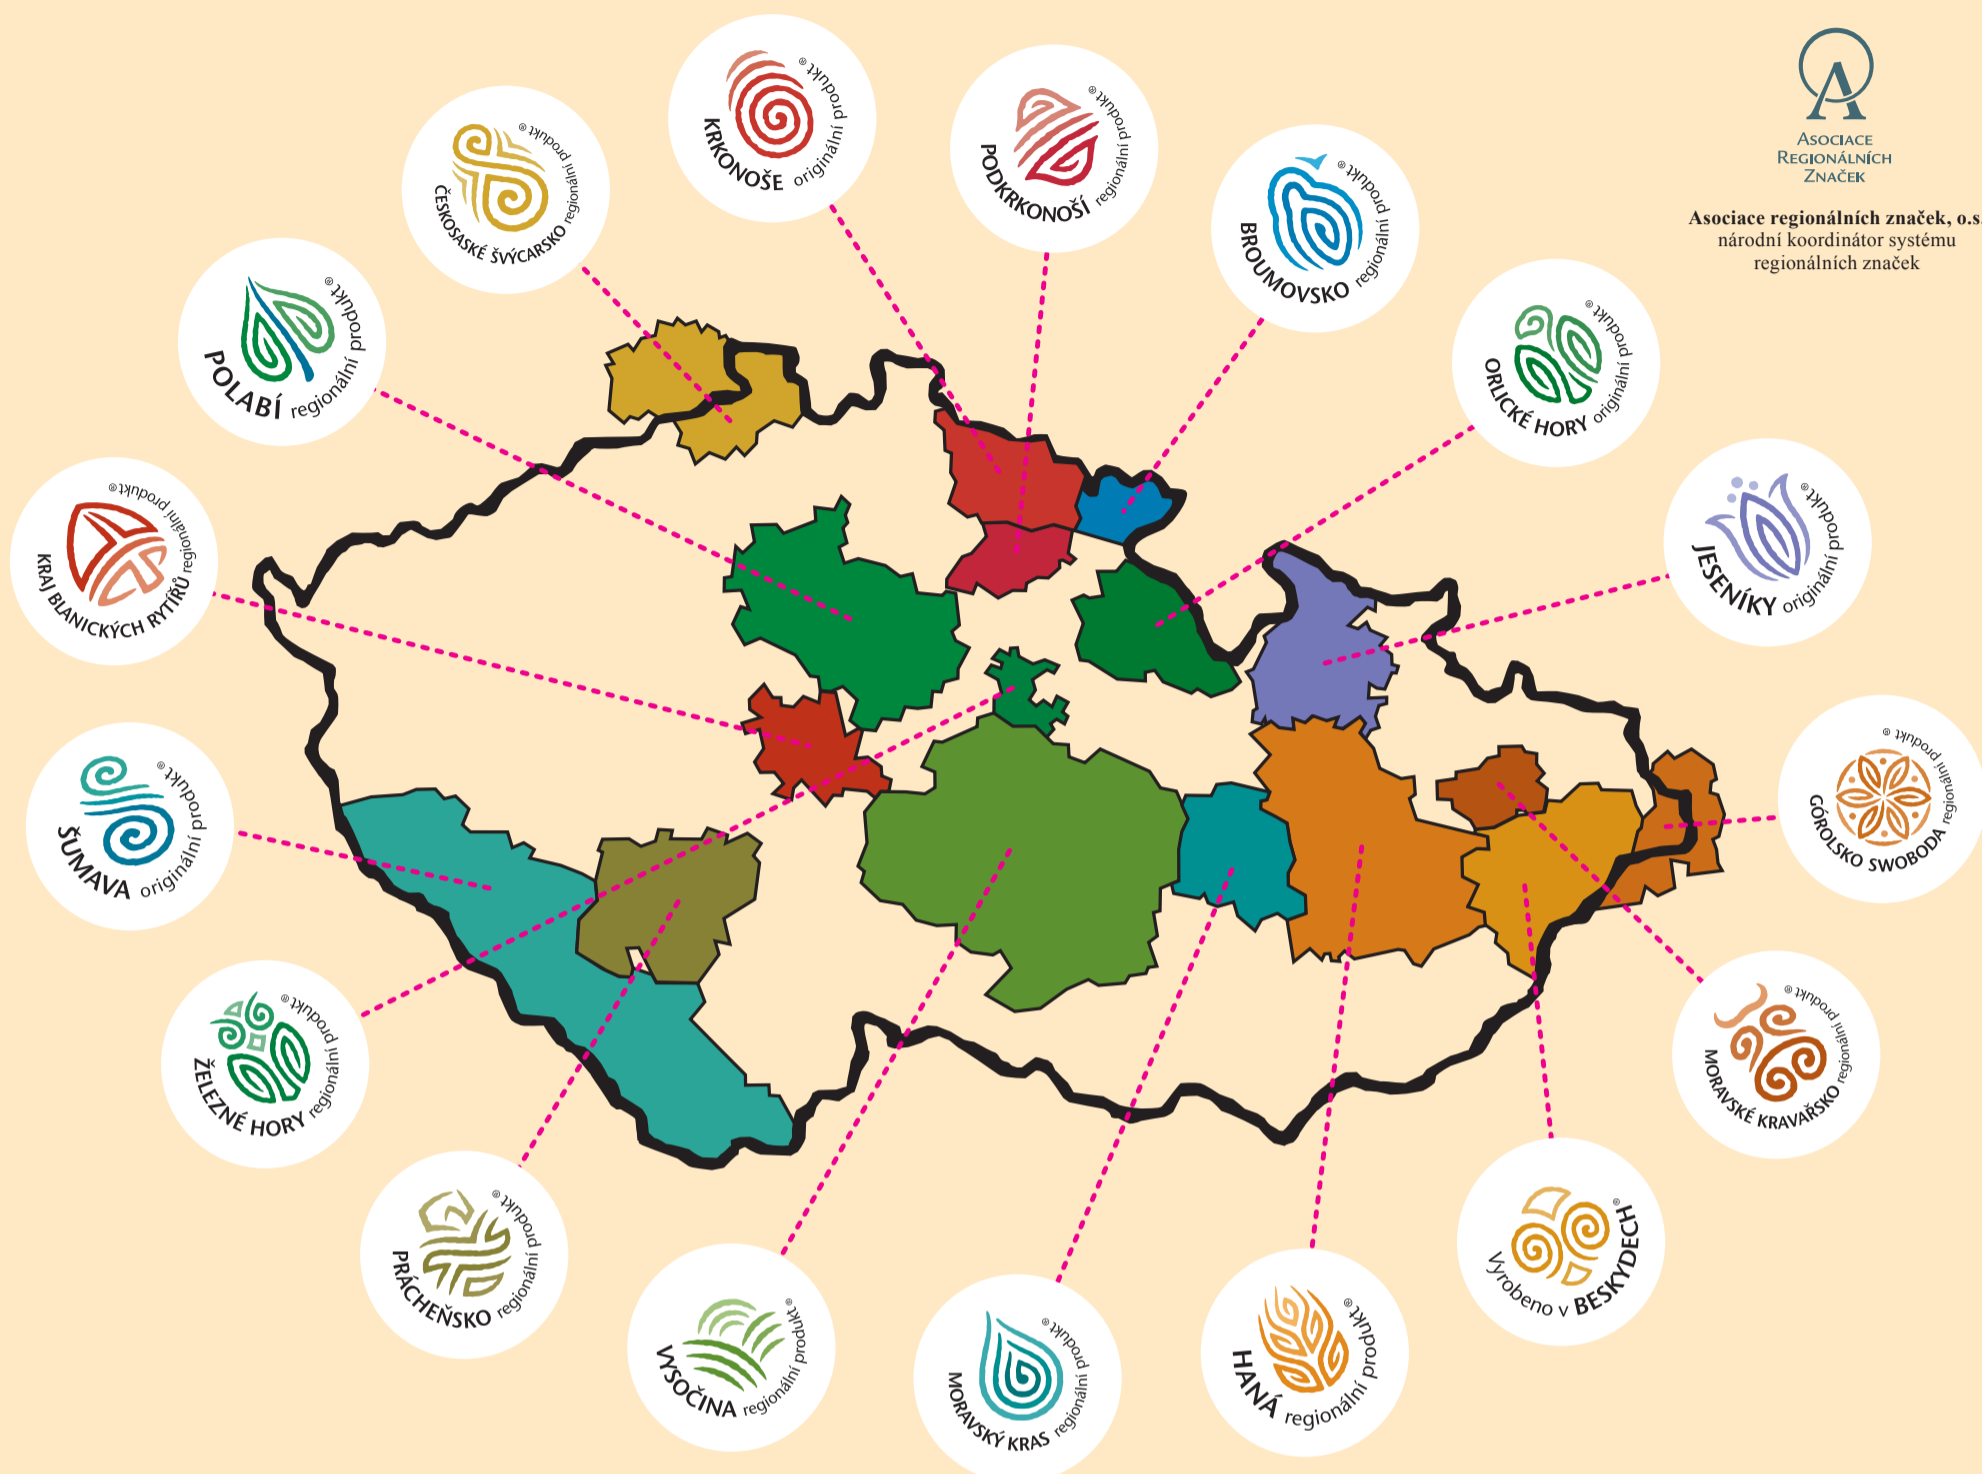 KRKONOŠE originální produkt®
PODKRKONOŠÍ regionální produkt®
ČESKOSASKÉ ŠVÝCARSKO regionální produkt®
BROUMOVSKO regionální produkt®
ASOCIACE
REGIONÁLNÍCH
ZNAČEK
Asociace regionálních značek, o.s.
národní koordinátor systému
regionálních značek
POLABÍ regionální produkt®
ORLICKÉ HORY originální produkt®
KRAJ BLANICKÝCH RYTÍŘŮ regionální produkt®
JESENÍKY originální produkt®
ŠUMAVA originální produkt®
GÓROLSKO SWOBODA regionální produkt®
ŽELEZNÉ HORY regionální produkt®
MORAVSKÉ KRAVAŘSKO regionální produkt®
PRÁCHEŇSKO regionální produkt®
Vyrobeno v BESKYDECH®
VYSOČINA regionální produkt®
MORAVSKÝ KRAS regionální produkt®
HANÁ regionální produkt®